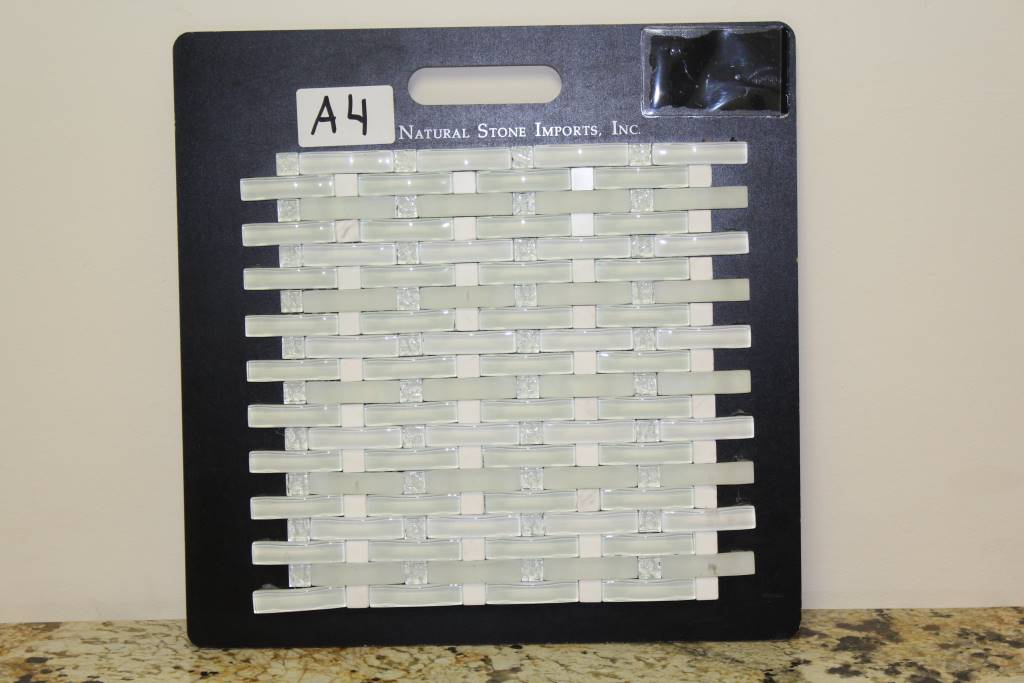 A4
NATURAL STONE IMPORTS, INC.